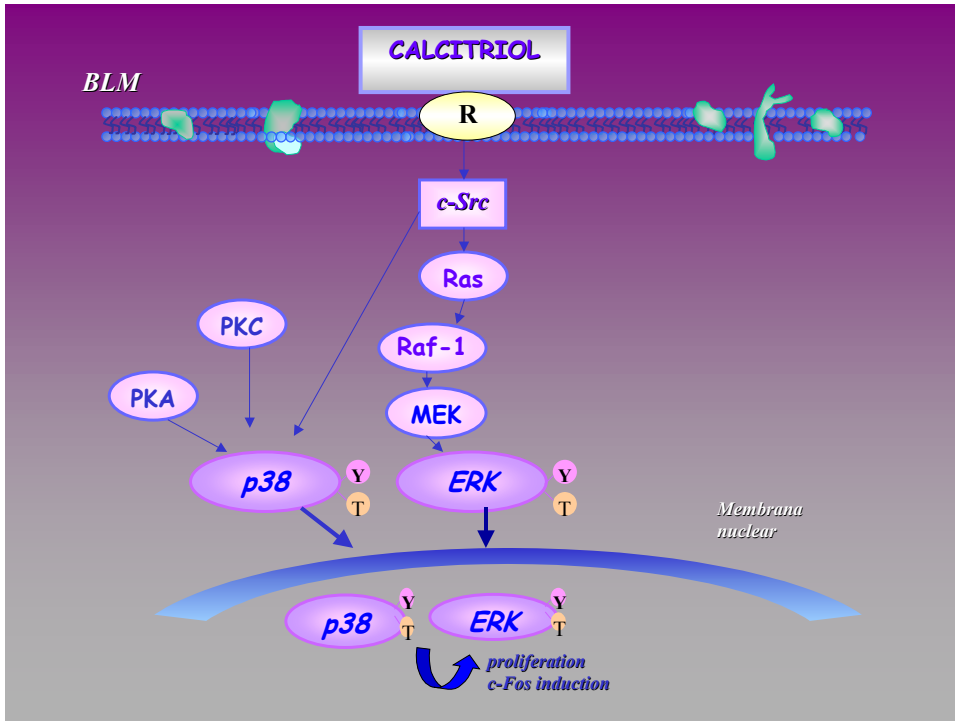 CALCITRIOL
BLM
R
c-Src
Ras
PKC
Raf-1
PKA
MEK
p38
Y
T
ERK
Y
T
Membrana
nuclear
p38
Y
T
ERK
Y
T
proliferation
c-Fos induction